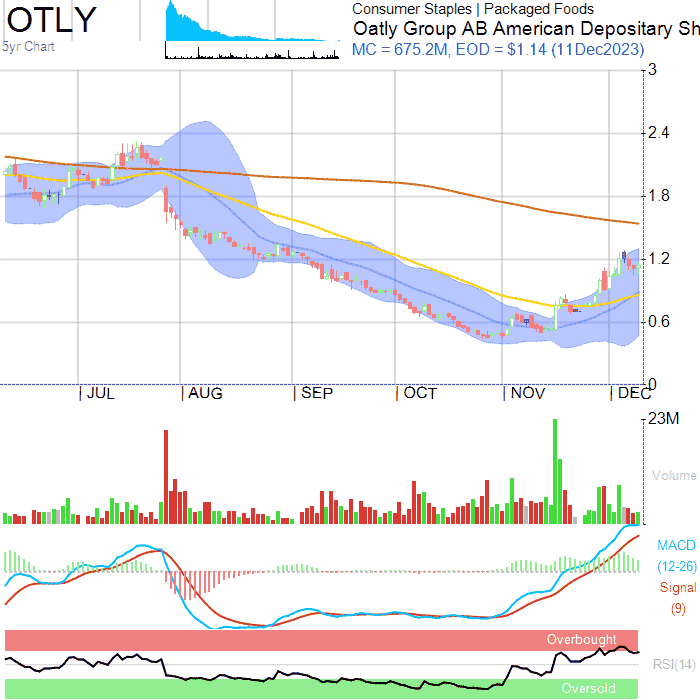 OTLY
5yr Chart
Consumer Staples | Packaged Foods
Oatly Group AB American Depositary Sh
MC = 675.2M, EOD = $1.14 (11Dec2023)
3
2.4
1.8
1.2
0.6
0
JUL AUG SEP OCT NOV DEC
23M
Volume
MACD
(12-26)
Signal
(9)
Overbought
RSI(14)
Oversold